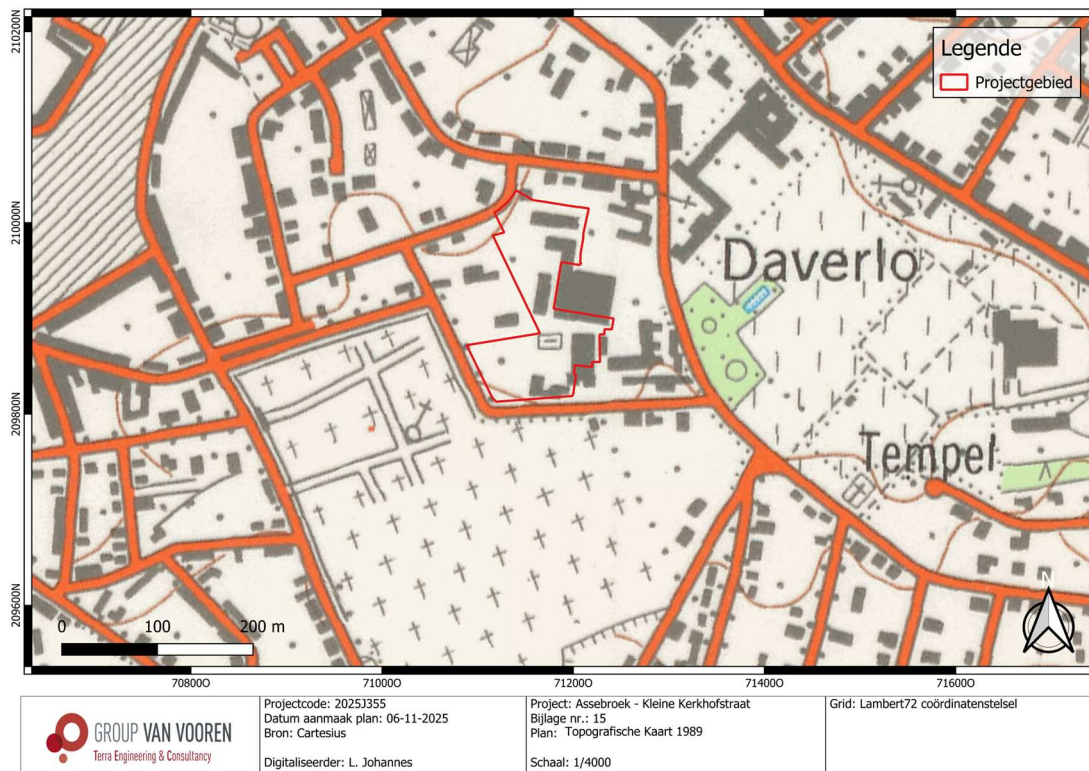 Legende
Projectgebied
210200N
210000N
209800N
209600N
Daverlo
Tempel
N
0 100 200 m
70800O 71000O 71200O 71400O 71600O
GROUP VAN VOOREN
Terra Engineering & Consultancy
Projectcode: 2025J355
Datum aanmaak plan: 06-11-2025
Bron: Cartesius
Digitaliseerder: L. Johannes
Project: Assebroek - Kleine Kerkhofstraat
Bijlage nr.: 15
Plan: Topografische Kaart 1989
Schaal: 1/4000
Grid: Lambert72 coördinatenstelsel